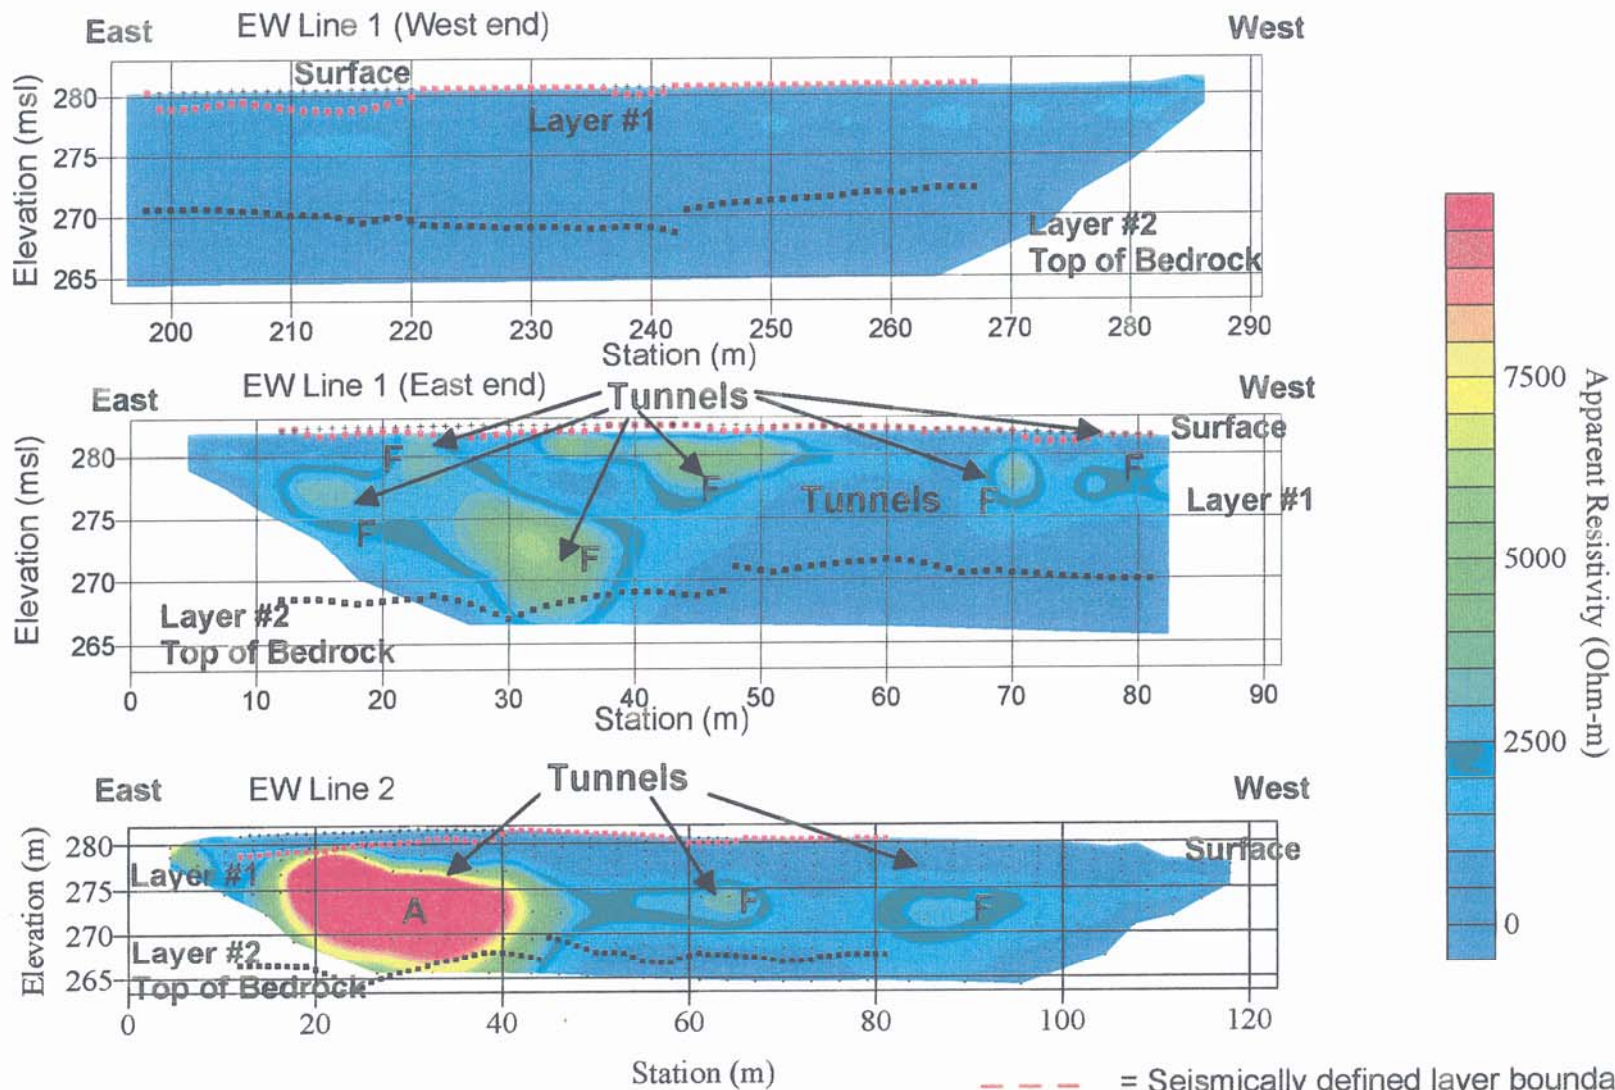 East EW Line 1 (West end) West
Surface
Elevation (msl)
280
275
270
265
Layer #1
Layer #2
Top of Bedrock
200 210 220 230 240 250 260 270 280 290
Station (m)
East EW Line 1 (East end) West
Tunnels
Surface
Elevation (msl)
280
275
270
265
F
F
F
F
F
F
Tunnels
Layer #1
Layer #2
Top of Bedrock
0 10 20 30 40 50 60 70 80 90
Station (m)
East EW Line 2 West
Tunnels
Surface
Elevation (m)
280
275
270
265
Layer #1
A
F
F
Layer #2
Top of Bedrock
0 20 40 60 80 100 120
Station (m)
= Seismically defined layer bounda
7500
5000
2500
0
Apparent Resistivity (Ohm-m)